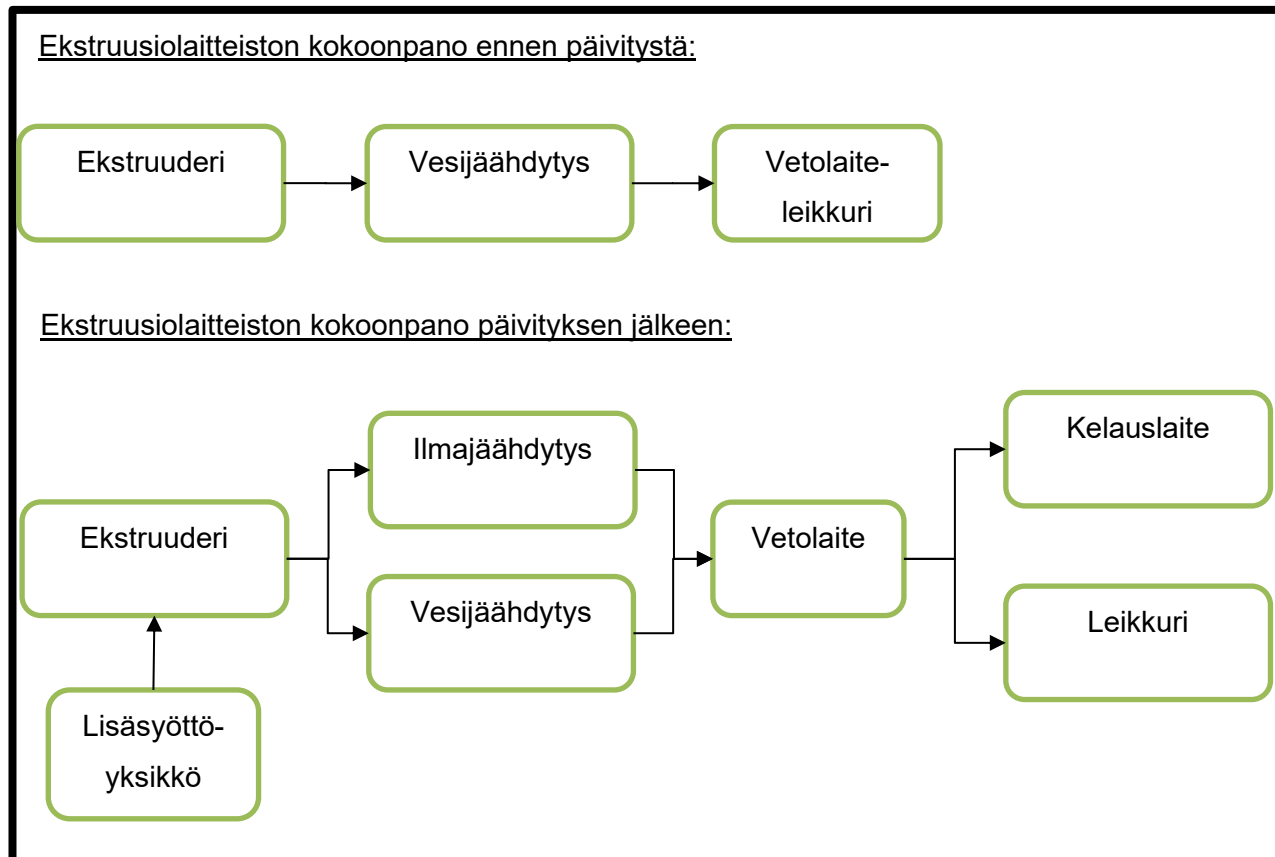 Ekstruusiolaitteiston kokoonpano ennen päivitystä:
Ekstruuderi
Vesijäähdytys
Vetolaite-
leikkuri
Ekstruusiolaitteiston kokoonpano päivityksen jälkeen:
Ilmajäähdytys
Kelauslaite
Ekstruuderi
Vetolaite
Vesijäähdytys
Leikkuri
Lisäsyöttö-
yksikkö